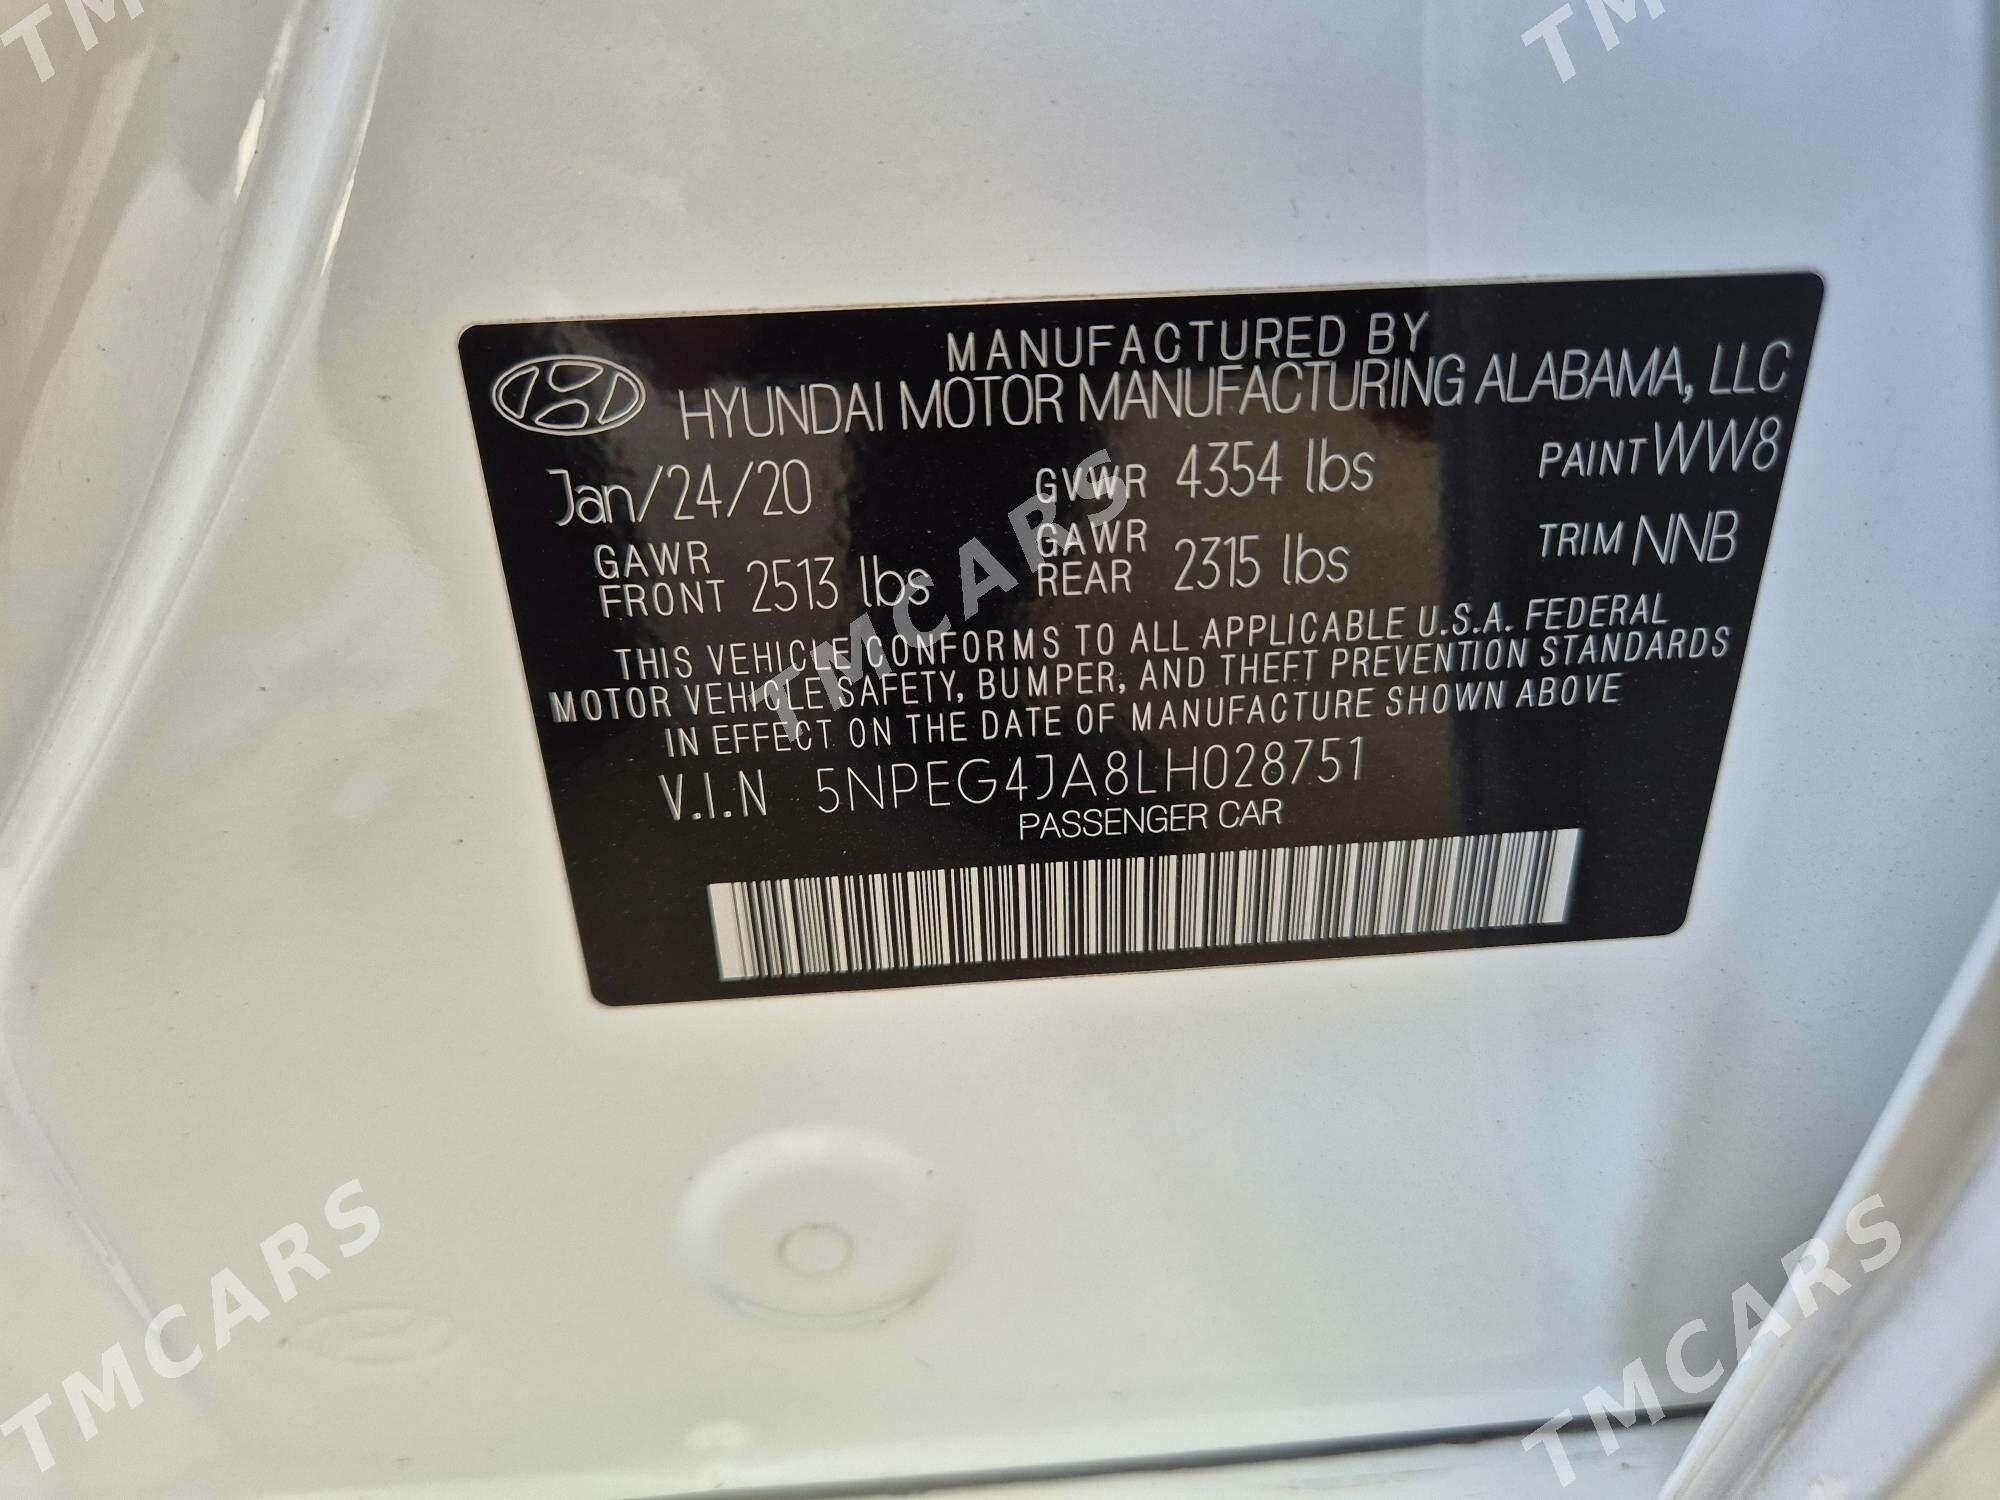 MANUFACTURED BY
HYUNDAI MOTOR MANUFACTURING ALABAMA, LLC
Jan/24/20 GVWR 4354 lbs PAINT WW8
GAWR FRONT 2513 lbs GAWR REAR 2315 lbs TRIM NNB
THIS VEHICLE CONFORMS TO ALL APPLICABLE U.S.A. FEDERAL
MOTOR VEHICLE SAFETY, BUMPER, AND THEFT PREVENTION STANDARDS
IN EFFECT ON THE DATE OF MANUFACTURE SHOWN ABOVE
V.I.N 5NPEG4JA8LH028751
PASSENGER CAR
TMCARS
TMCARS
TMCARS